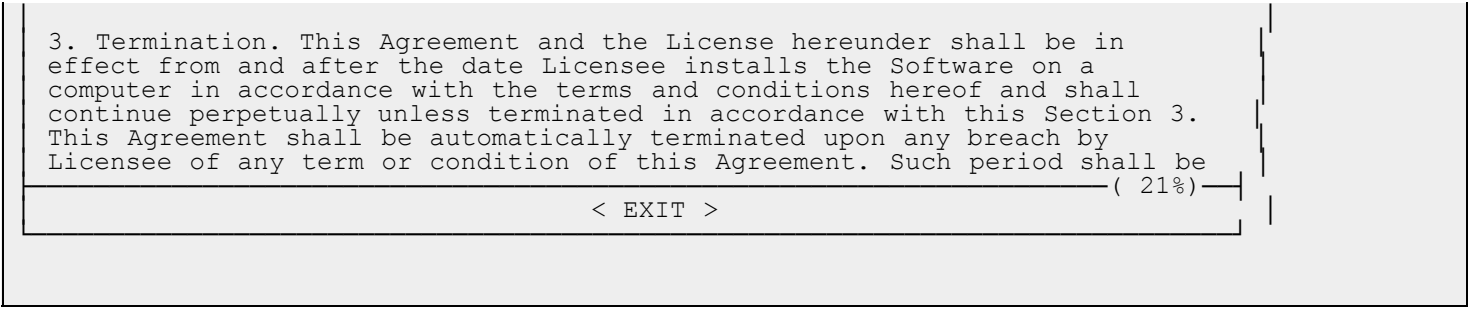 3. Termination. This Agreement and the License hereunder shall be in
effect from and after the date Licensee installs the Software on a
computer in accordance with the terms and conditions hereof and shall
continue perpetually unless terminated in accordance with this Section 3.
This Agreement shall be automatically terminated upon any breach by
Licensee of any term or condition of this Agreement. Such period shall be
( 21%)
< EXIT >